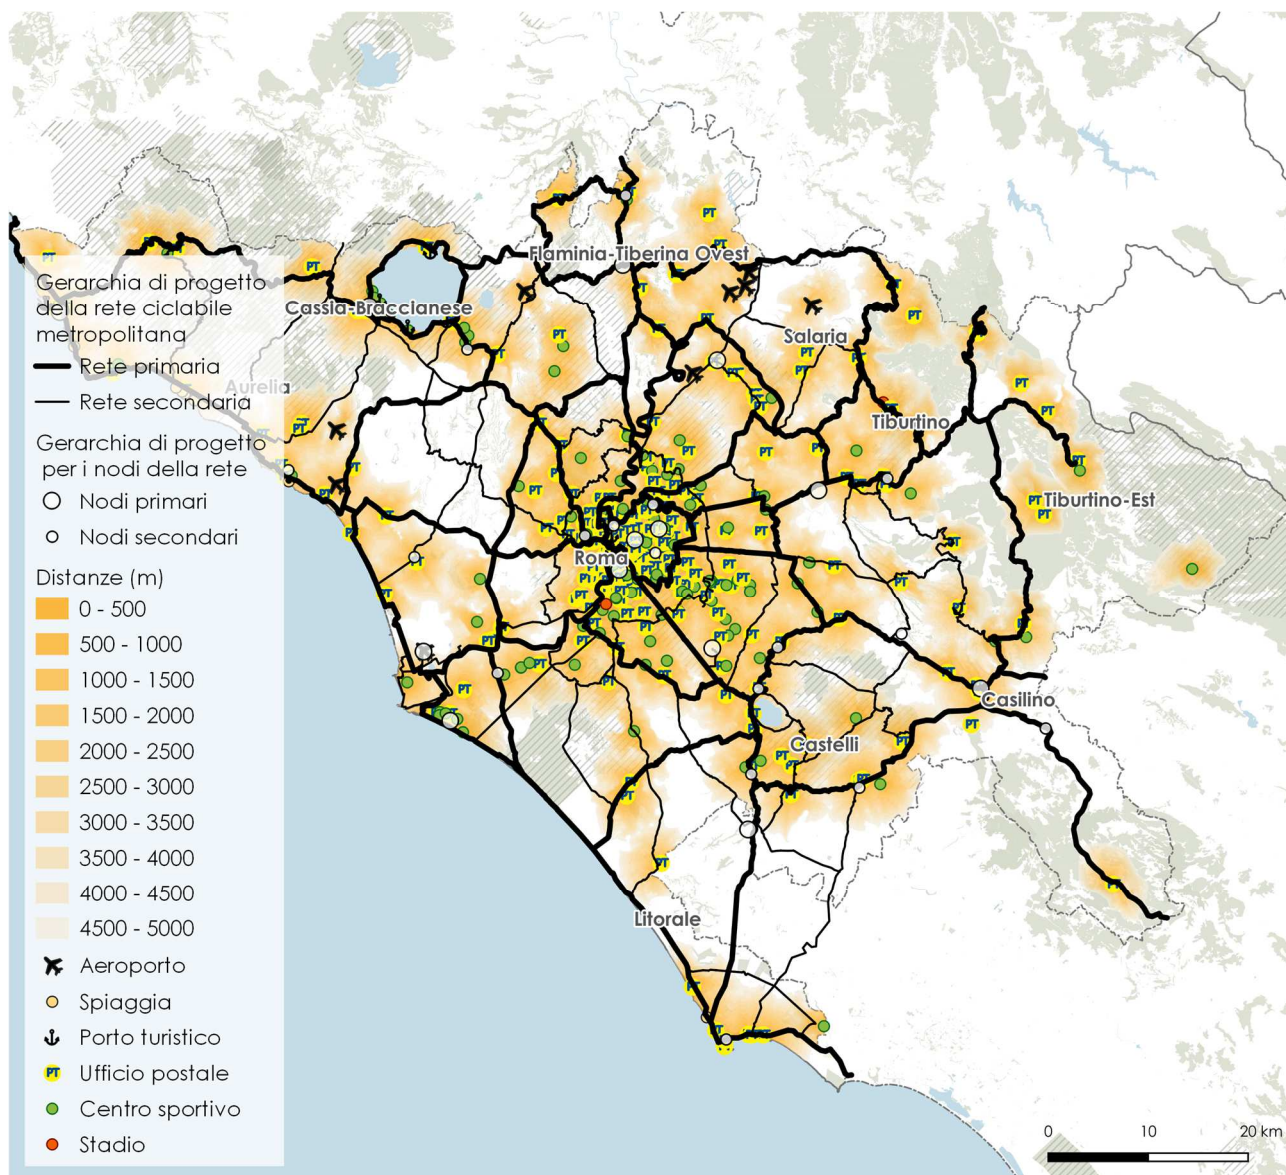 Gerarchia di progetto
della rete ciclabile
metropolitana
Rete primaria
Rete secondaria
Gerarchia di progetto
per i nodi della rete
Nodi primari
Nodi secondari
Distanze (m)
0 - 500
500 - 1000
1000 - 1500
1500 - 2000
2000 - 2500
2500 - 3000
3000 - 3500
3500 - 4000
4000 - 4500
4500 - 5000
Aeroporto
Spiaggia
Porto turistico
PT Ufficio postale
Centro sportivo
Stadio
Flaminia-Tiberina Ovest
Cassia-Braccianese
Salaria
Aurelia
Tiburtino
Tiburtino-Est
Roma
Casilino
Castelli
Litorale
0 10 20 km